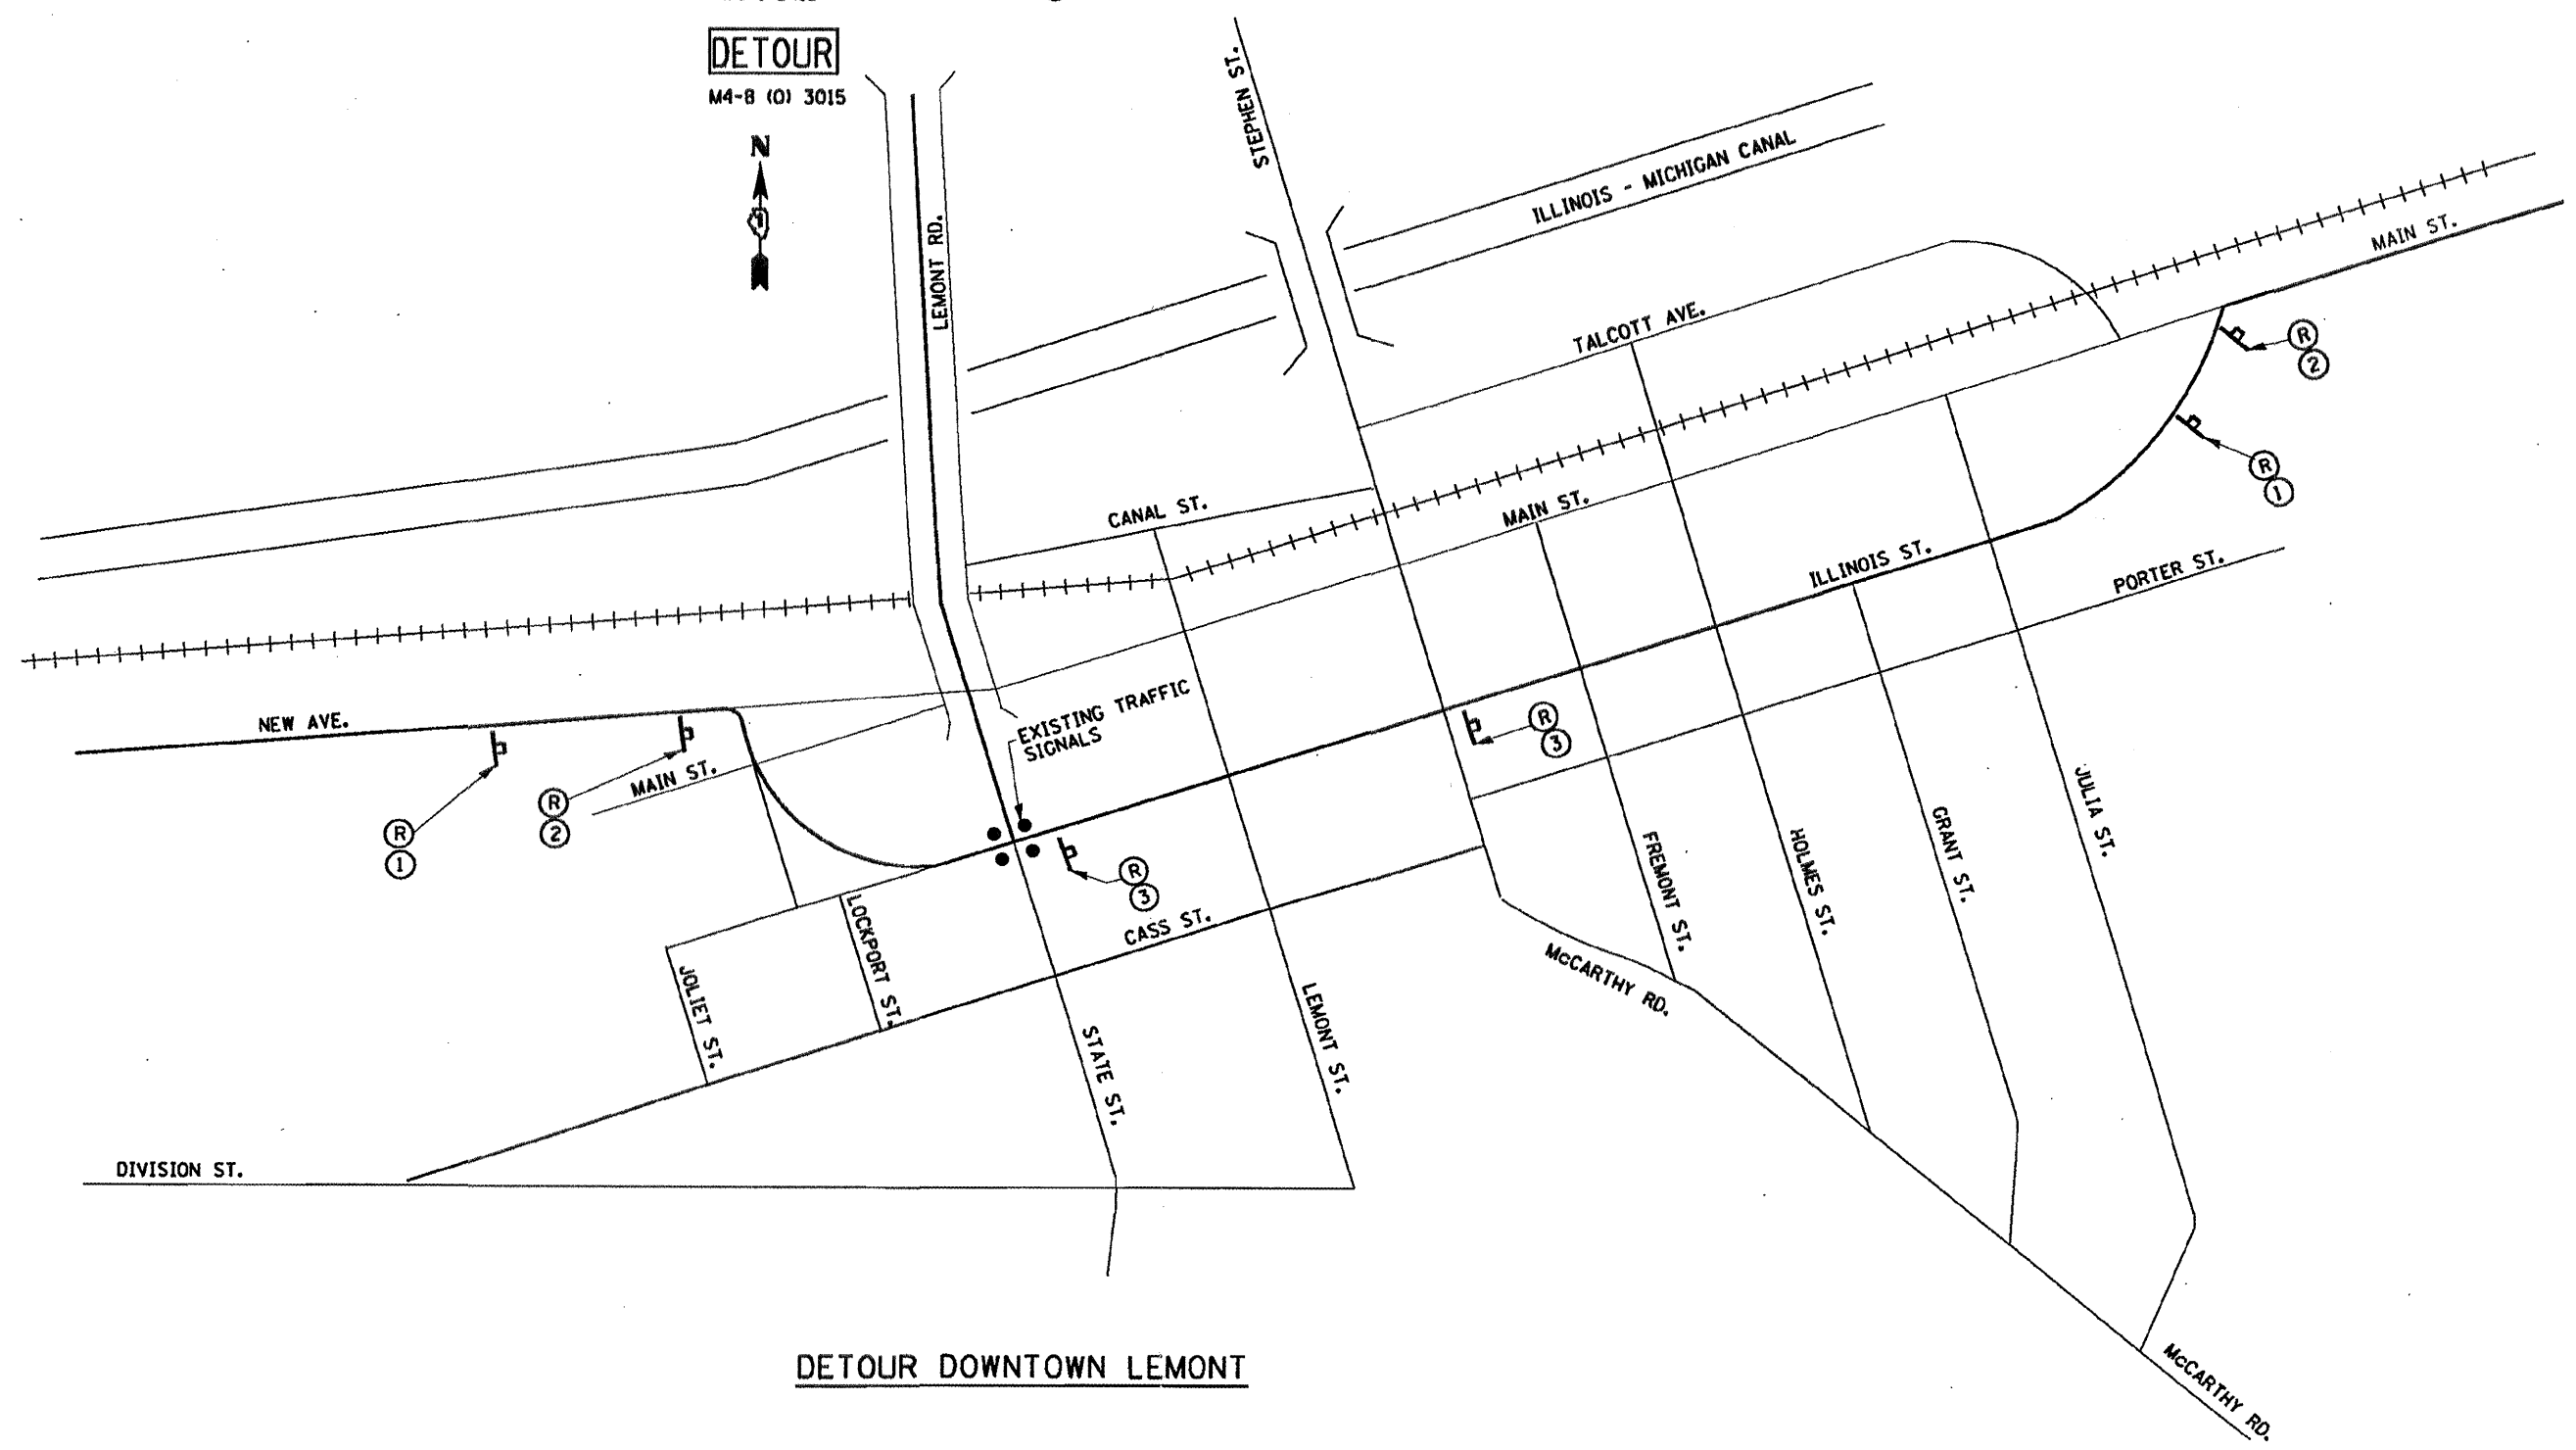 DETOUR
M4-8 (O) 3015
N
STEPHEN ST.
ILLINOIS - MICHIGAN CANAL
LEMONT RD.
MAIN ST.
TALCOTT AVE.
R
2
R
1
CANAL ST.
MAIN ST.
ILLINOIS ST.
PORTER ST.
NEW AVE.
EXISTING TRAFFIC
SIGNALS
R
3
MAIN ST.
R
1
R
2
R
3
JULIA ST.
GRANT ST.
HOLMES ST.
FREMONT ST.
CASS ST.
LOCKPORT ST.
JOLIET ST.
McCARTHY RD.
LEMONT ST.
STATE ST.
DIVISION ST.
DETOUR DOWNTOWN LEMONT
McCARTHY RD.